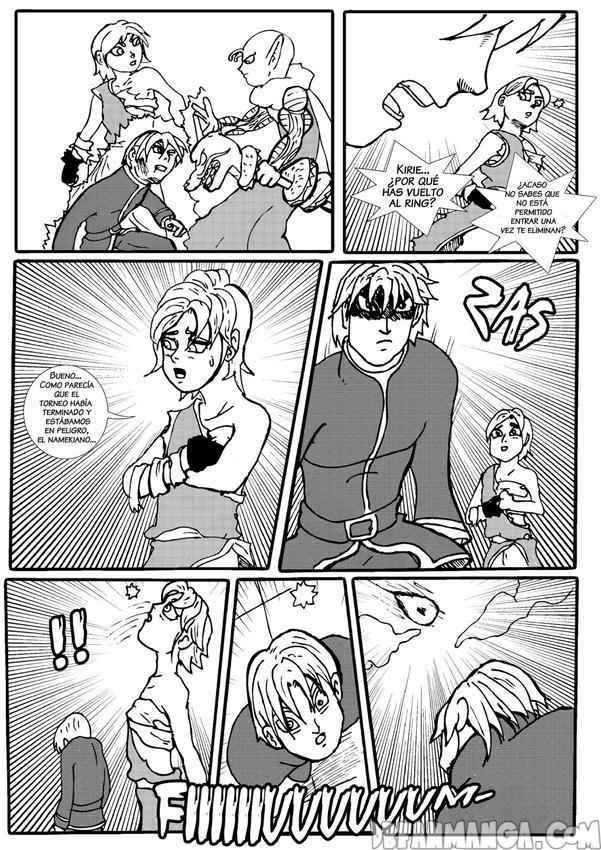 KIRIE...
¿POR QUÉ
HAS VUELTO
AL RING?
¿ACASO
NO SABES QUE
NO ESTÁ
PERMITIDO
ENTRAR UNA
VEZ TE ELIMINAN?
BUENO...
COMO PARECÍA
QUE EL
TORNEO HABÍA
TERMINADO Y
ESTÁBAMOS
EN PELIGRO,
EL NAMEKIANO...
ZAS
!!
FIIIIIIUUUUUUUM-
DBFANMANGA.COM